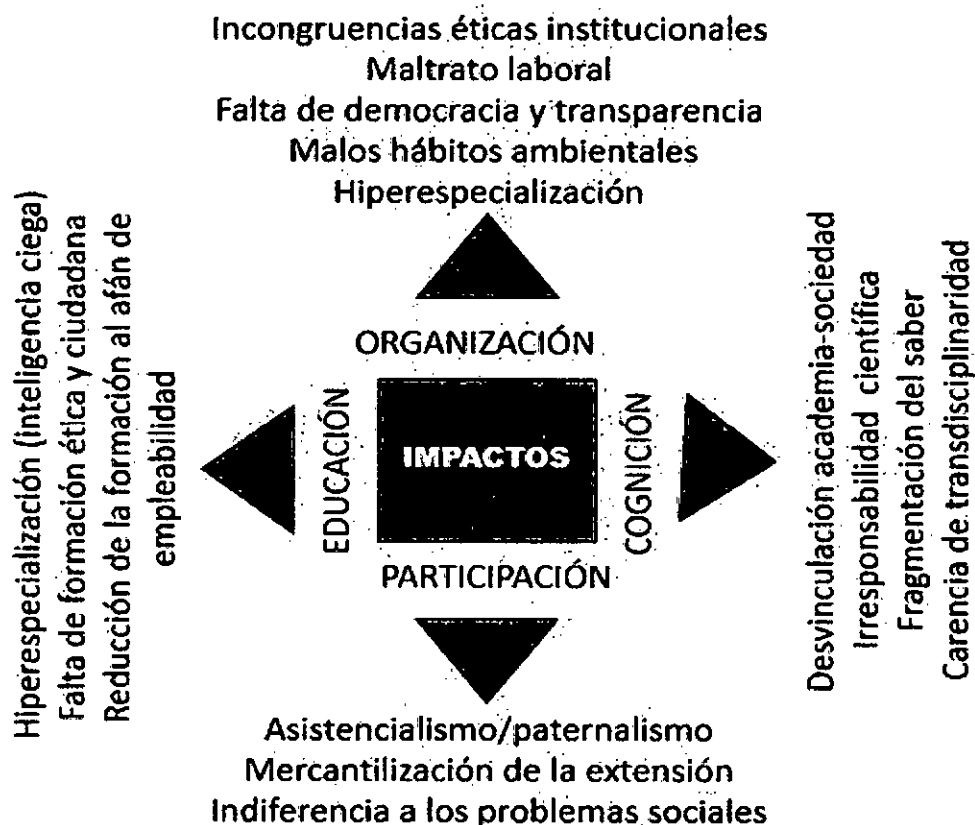 Incongruencias éticas institucionales
Maltrato laboral
Falta de democracia y transparencia
Malos hábitos ambientales
Hiperespecialización
ORGANIZACIÓN
Hiperespecialización (inteligencia ciega)
Falta de formación ética y ciudadana
Reducción de la formación al afán de
empleabilidad
EDUCACIÓN
IMPACTOS
COGNICIÓN
Desvinculación academia-sociedad
Irresponsabilidad científica
Fragmentación del saber
Carencia de transdisciplinaridad
PARTICIPACIÓN
Asistencialismo/paternalismo
Mercantilización de la extensión
Indiferencia a los problemas sociales